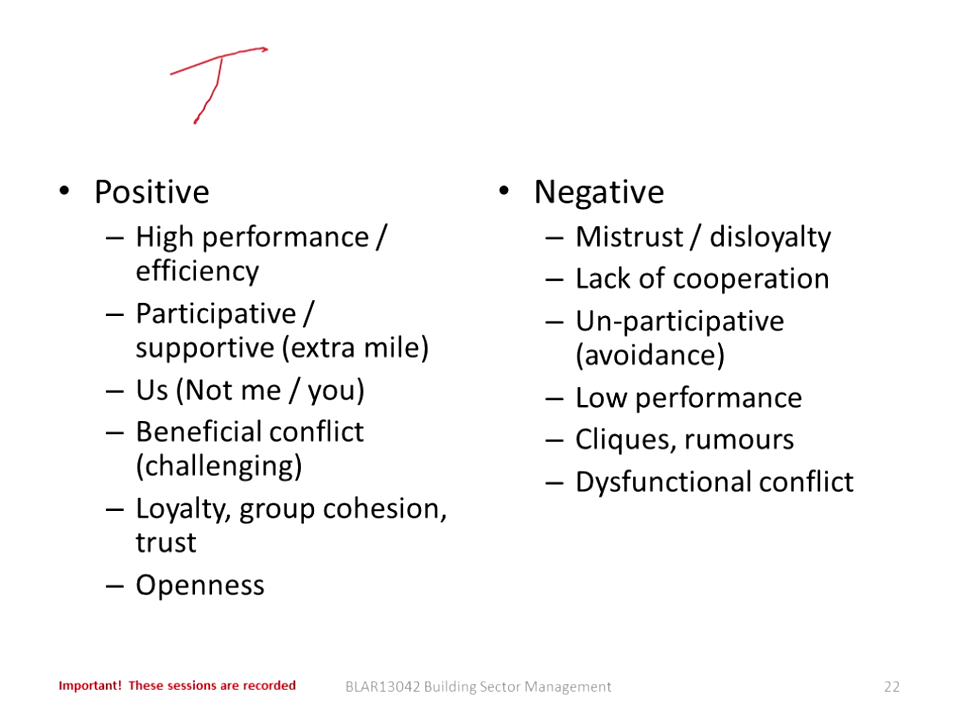 T
• Positive
– High performance /
efficiency
– Participative /
supportive (extra mile)
– Us (Not me / you)
– Beneficial conflict
(challenging)
– Loyalty, group cohesion,
trust
– Openness
• Negative
– Mistrust / disloyalty
– Lack of cooperation
– Un-participative
(avoidance)
– Low performance
– Cliques, rumours
– Dysfunctional conflict
Important! These sessions are recorded
BLAR13042 Building Sector Management
22